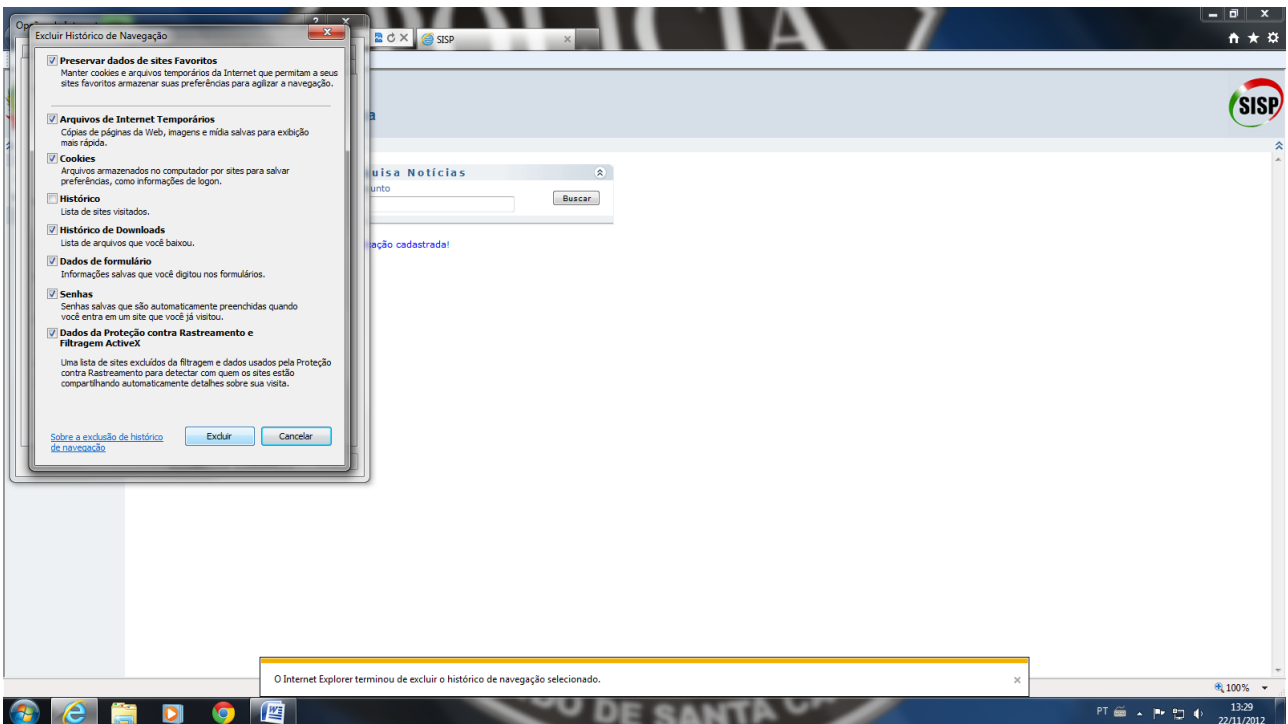 POLICIA
? X
Excluir Histórico de Navegação
SISP
Preservar dados de sites Favoritos
Manter cookies e arquivos temporários da Internet que permitam a seus
sites favoritos armazenar suas preferências para agilizar a navegação.
SISP
Arquivos de Internet Temporários
Cópias de páginas da Web, imagens e mídia salvas para exibição
mais rápida.
a
Cookies
Arquivos armazenados no computador por sites para salvar
preferências, como informações de logon.
uisa Notícias
unto
Buscar
Histórico
Lista de sites visitados.
Histórico de Downloads
Lista de arquivos que você baixou.
ação cadastrada!
Dados de formulário
Informações salvas que você digitou nos formulários.
Senhas
Senhas salvas que são automaticamente preenchidas quando
você entra em um site que você já visitou.
Dados da Proteção contra Rastreamento e
Filtragem ActiveX
Uma lista de sites excluídos da filtragem e dados usados pela Proteção
contra Rastreamento para detectar com quem os sites estão
compartilhando automaticamente detalhes sobre sua visita.
Sobre a exclusão de histórico
de navegação
Excluir
Cancelar
O Internet Explorer terminou de excluir o histórico de navegação selecionado.
100%
DO DE SANTA CA
PT
13:29
22/11/2012